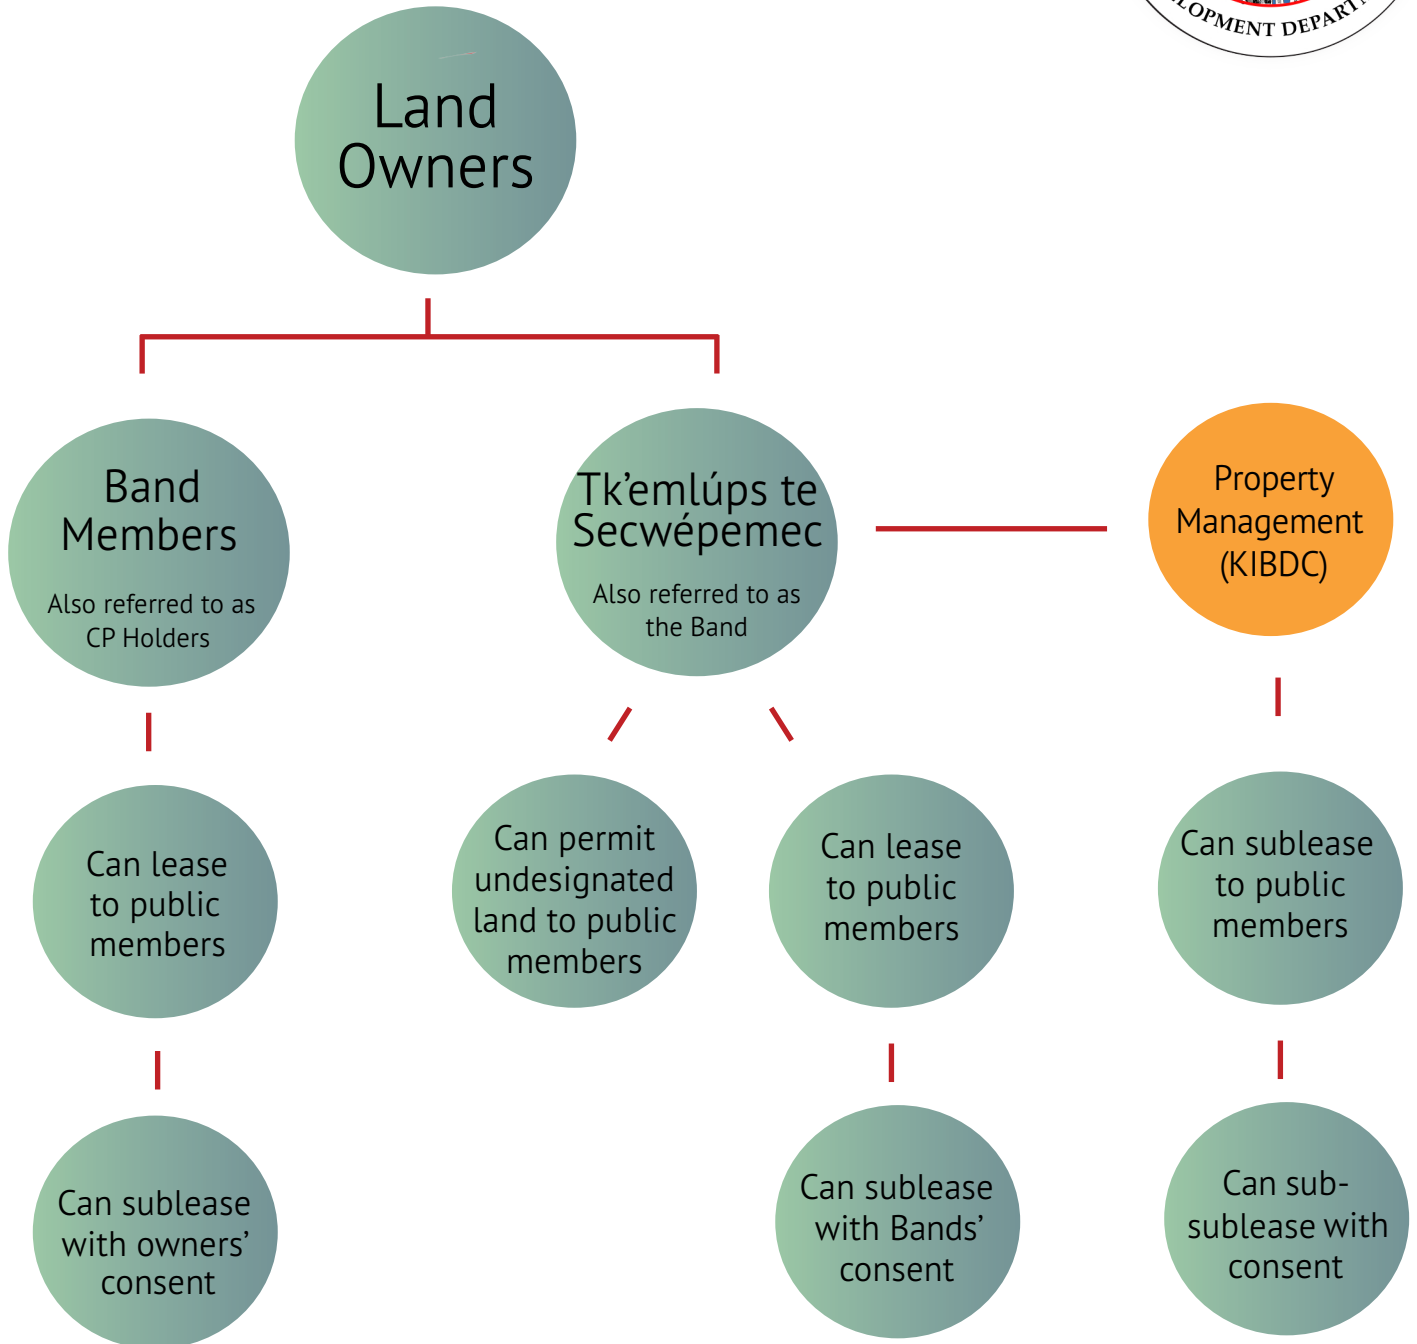 LOPMENT DEPART
Land
Owners
Band
Members
Also referred to as
CP Holders
Tk’emlúps te
Secwépemec
Also referred to as
the Band
Property
Management
(KIBDC)
Can lease
to public
members
Can permit
undesignated
land to public
members
Can lease
to public
members
Can sublease
to public
members
Can sublease
with owners’
consent
Can sublease
with Bands’
consent
Can sub-
sublease with
consent